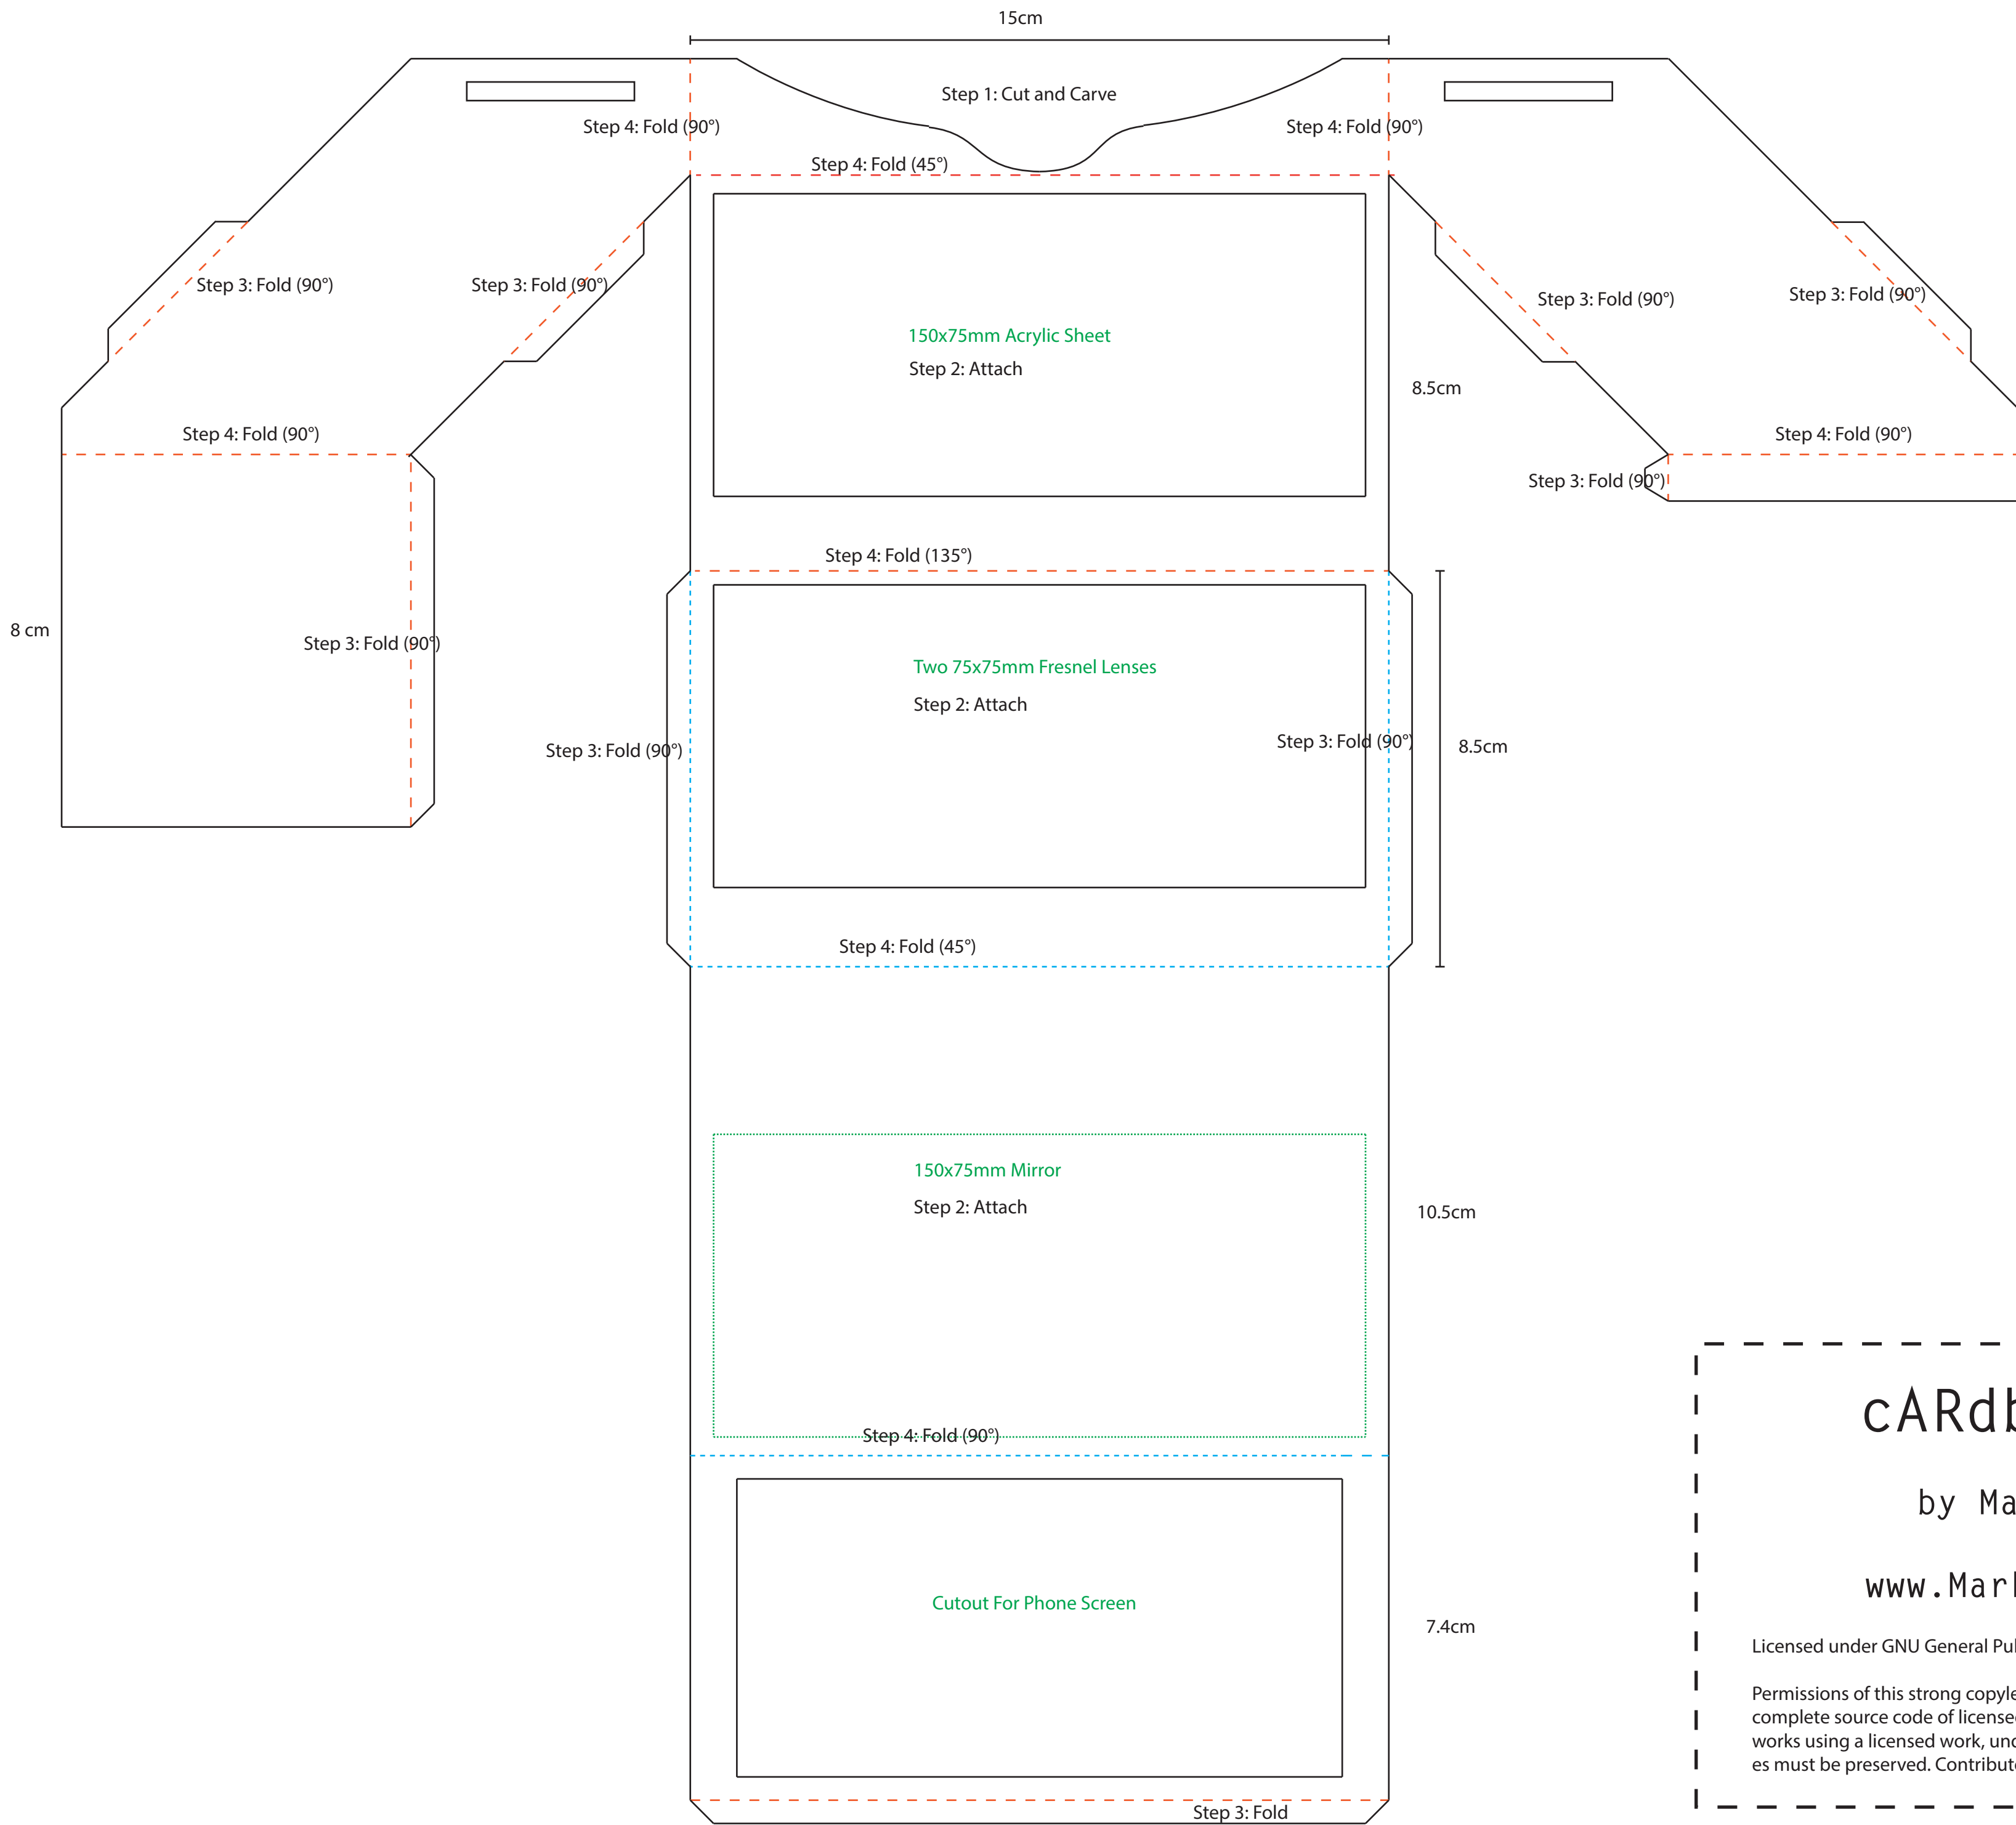 15cm
Step 1: Cut and Carve
Step 4: Fold (90°)
Step 4: Fold (90°)
Step 4: Fold (45°)
Step 3: Fold (90°)
Step 3: Fold (90°)
Step 3: Fold (90°)
Step 3: Fold (90°)
150x75mm Acrylic Sheet
Step 2: Attach
8.5cm
Step 4: Fold (90°)
Step 4: Fold (90°)
Step 3: Fold (90°)
Step 4: Fold (135°)
8 cm
Step 3: Fold (90°)
Two 75x75mm Fresnel Lenses
Step 2: Attach
Step 3: Fold (90°)
Step 3: Fold (90°)
8.5cm
Step 4: Fold (45°)
150x75mm Mirror
Step 2: Attach
10.5cm
Step 4: Fold (90°)
Cutout For Phone Screen
7.4cm
Step 3: Fold
cARdb
by Ma
www.Mar
Licensed under GNU General Pu
Permissions of this strong copyle
complete source code of license
works using a licensed work, und
es must be preserved. Contribut